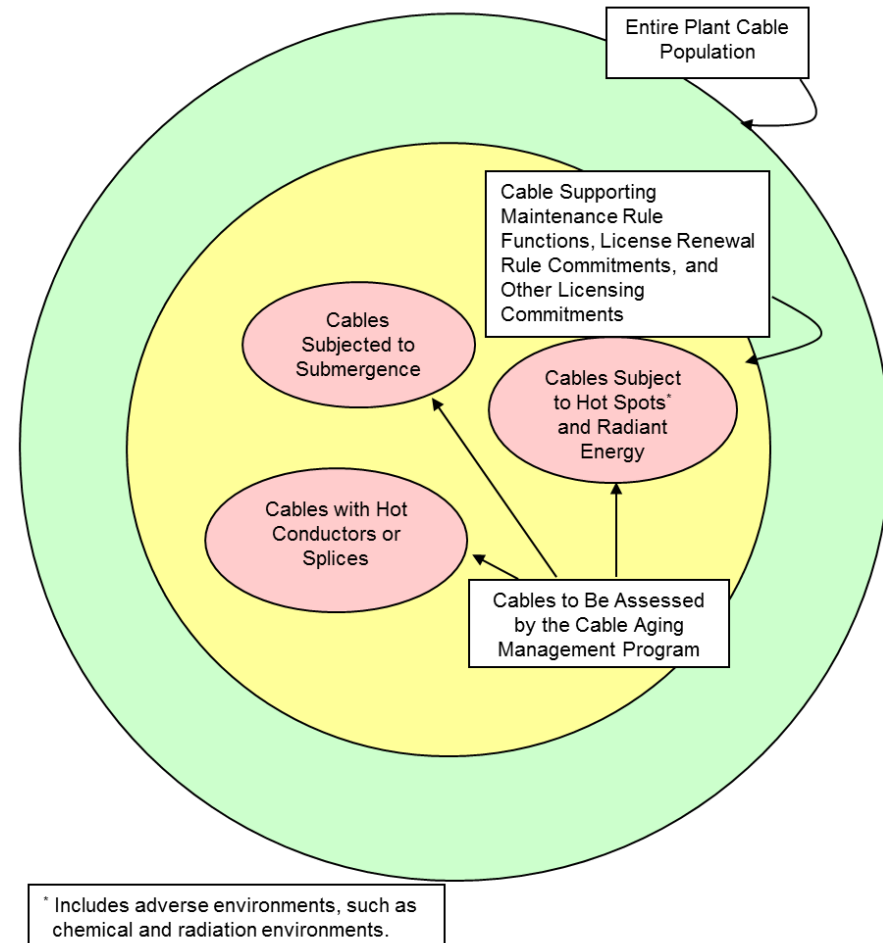 Entire Plant Cable
Population
Cable Supporting
Maintenance Rule
Functions, License Renewal
Rule Commitments, and
Other Licensing
Commitments
Cables
Subjected to
Submergence
Cables Subject
to Hot Spots*
and Radiant
Energy
Cables with Hot
Conductors or
Splices
Cables to Be Assessed
by the Cable Aging
Management Program
* Includes adverse environments, such as
chemical and radiation environments.